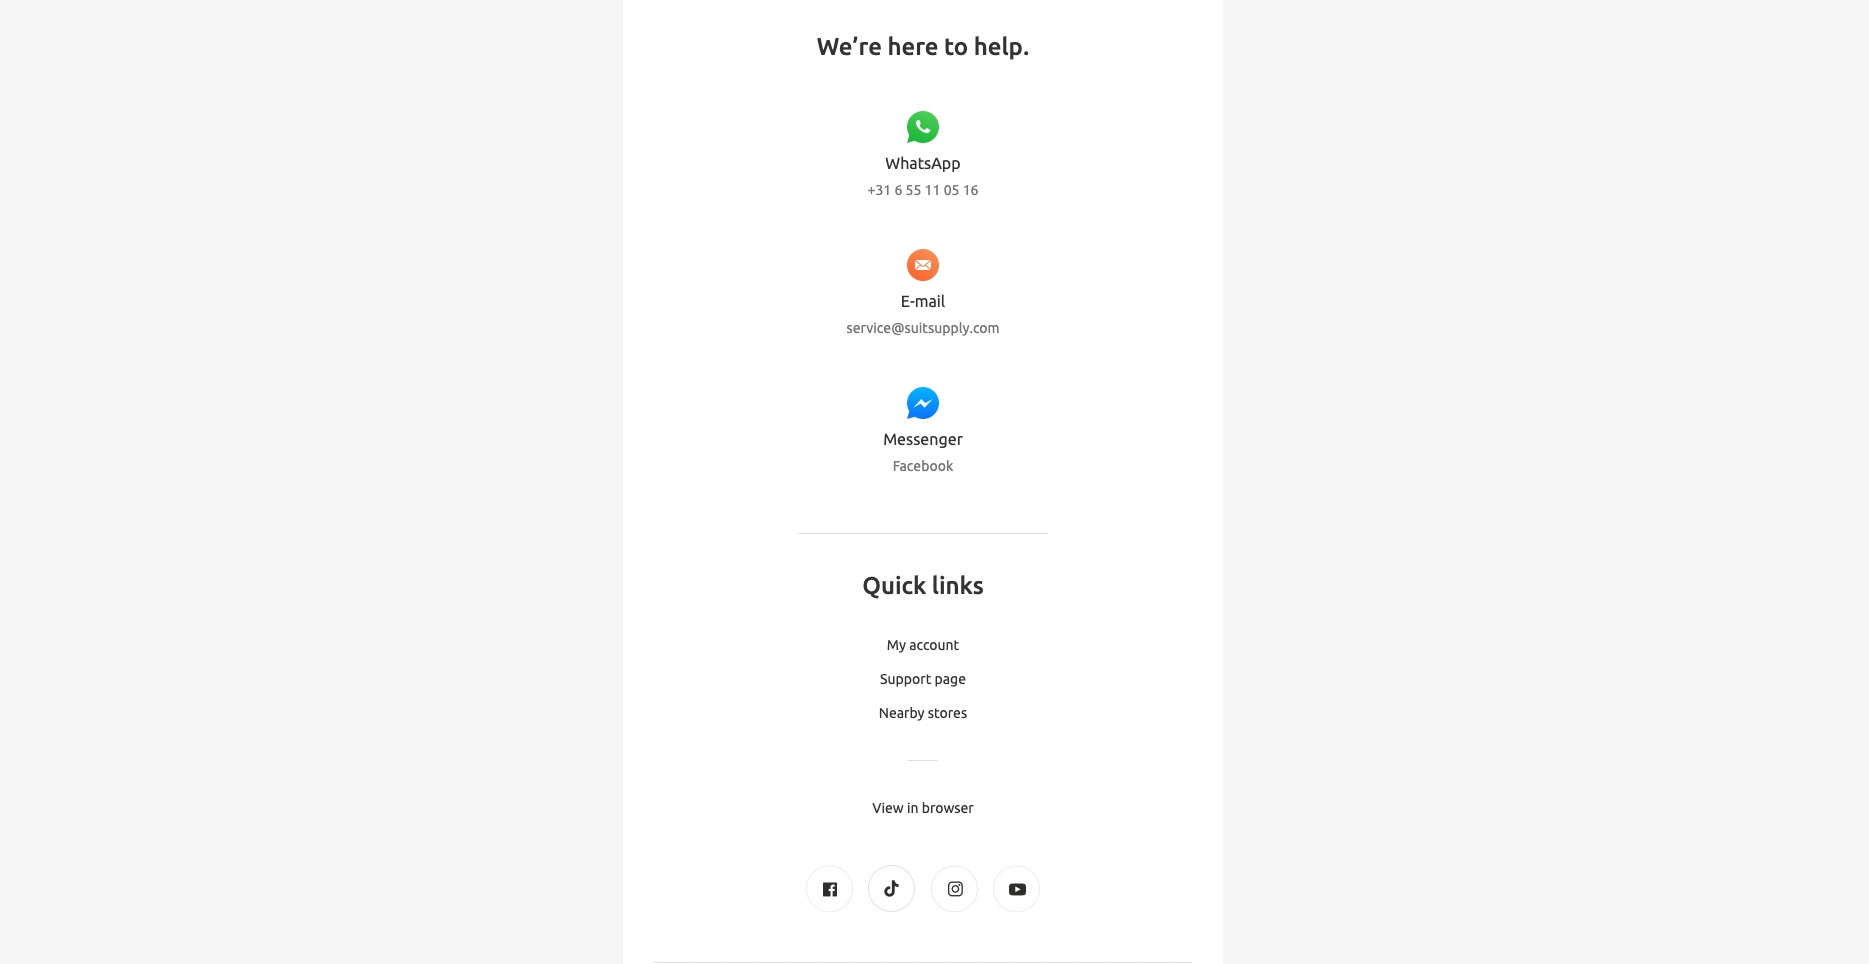 We’re here to help.
WhatsApp
+31 6 55 11 05 16
E-mail
service@suitsupply.com
Messenger
Facebook
Quick links
My account
Support page
Nearby stores
View in browser